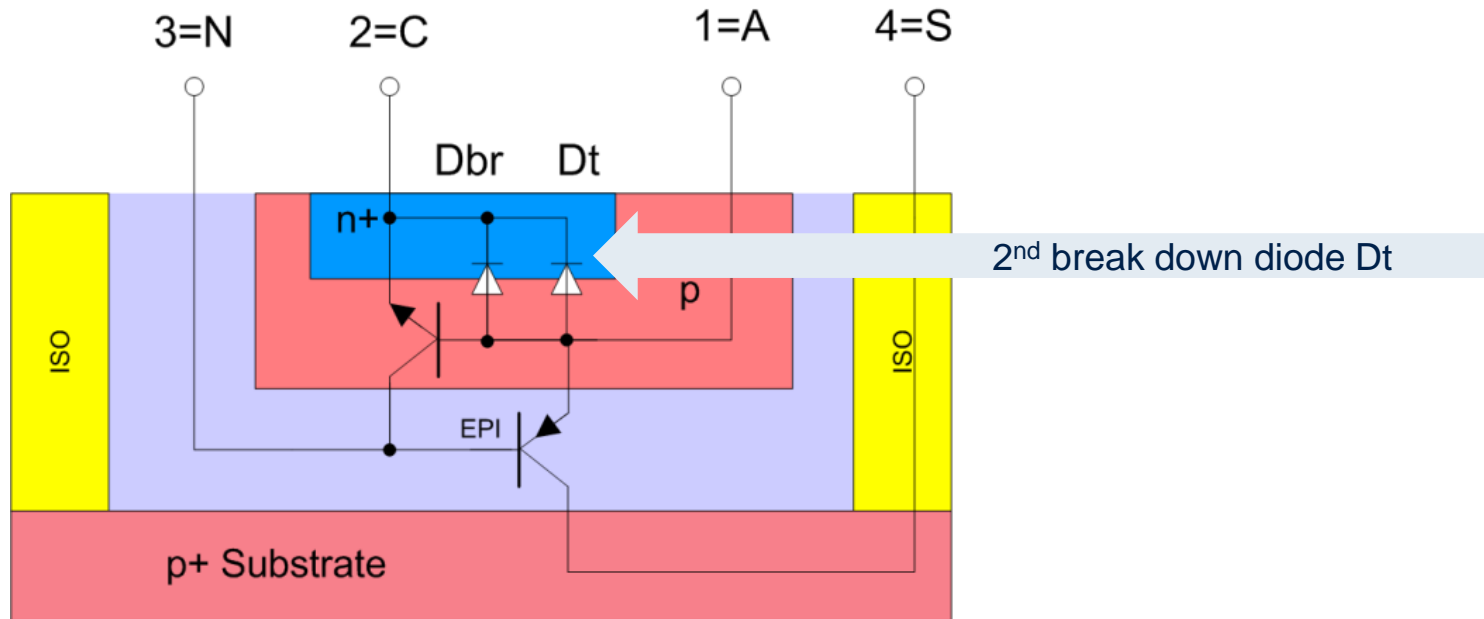 3=N 2=C 1=A 4=S
Dbr Dt
n+
2nd break down diode Dt
p
ISO
ISO
EPI
p+ Substrate